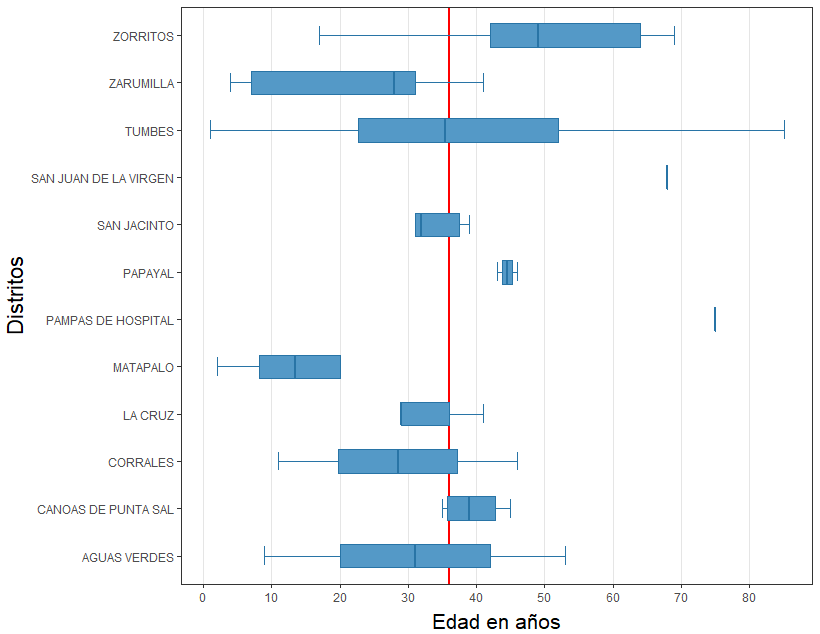 ZORRITOS
ZARUMILLA
TUMBES
SAN JUAN DE LA VIRGEN
SAN JACINTO
PAPAYAL
PAMPAS DE HOSPITAL
MATAPALO
LA CRUZ
CORRALES
CANOAS DE PUNTA SAL
AGUAS VERDES
Distritos
0 10 20 30 40 50 60 70 80
Edad en años